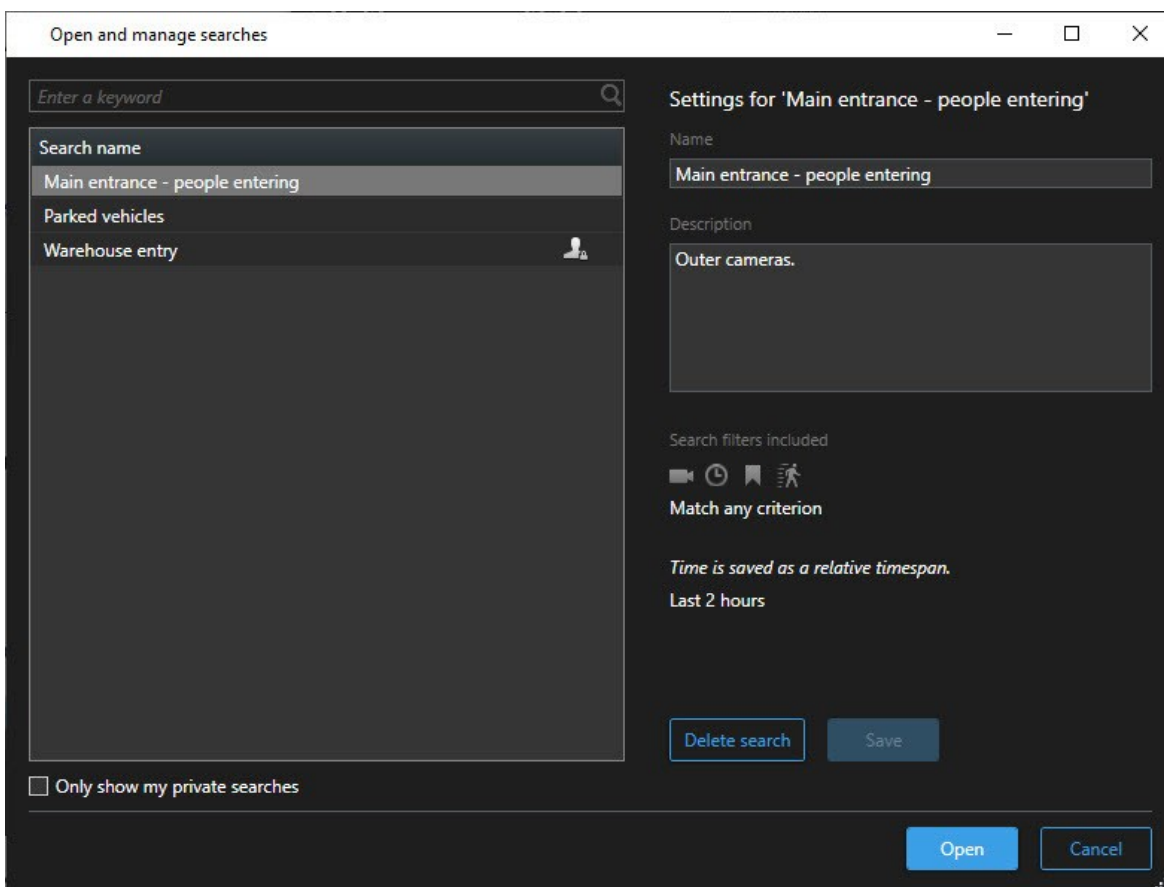 Open and manage searches
Enter a keyword
Search name
Main entrance - people entering
Parked vehicles
Warehouse entry
Only show my private searches
Settings for 'Main entrance - people entering'
Name
Main entrance - people entering
Description
Outer cameras.
Search filters included
Match any criterion
Time is saved as a relative timespan.
Last 2 hours
Delete search
Save
Open
Cancel